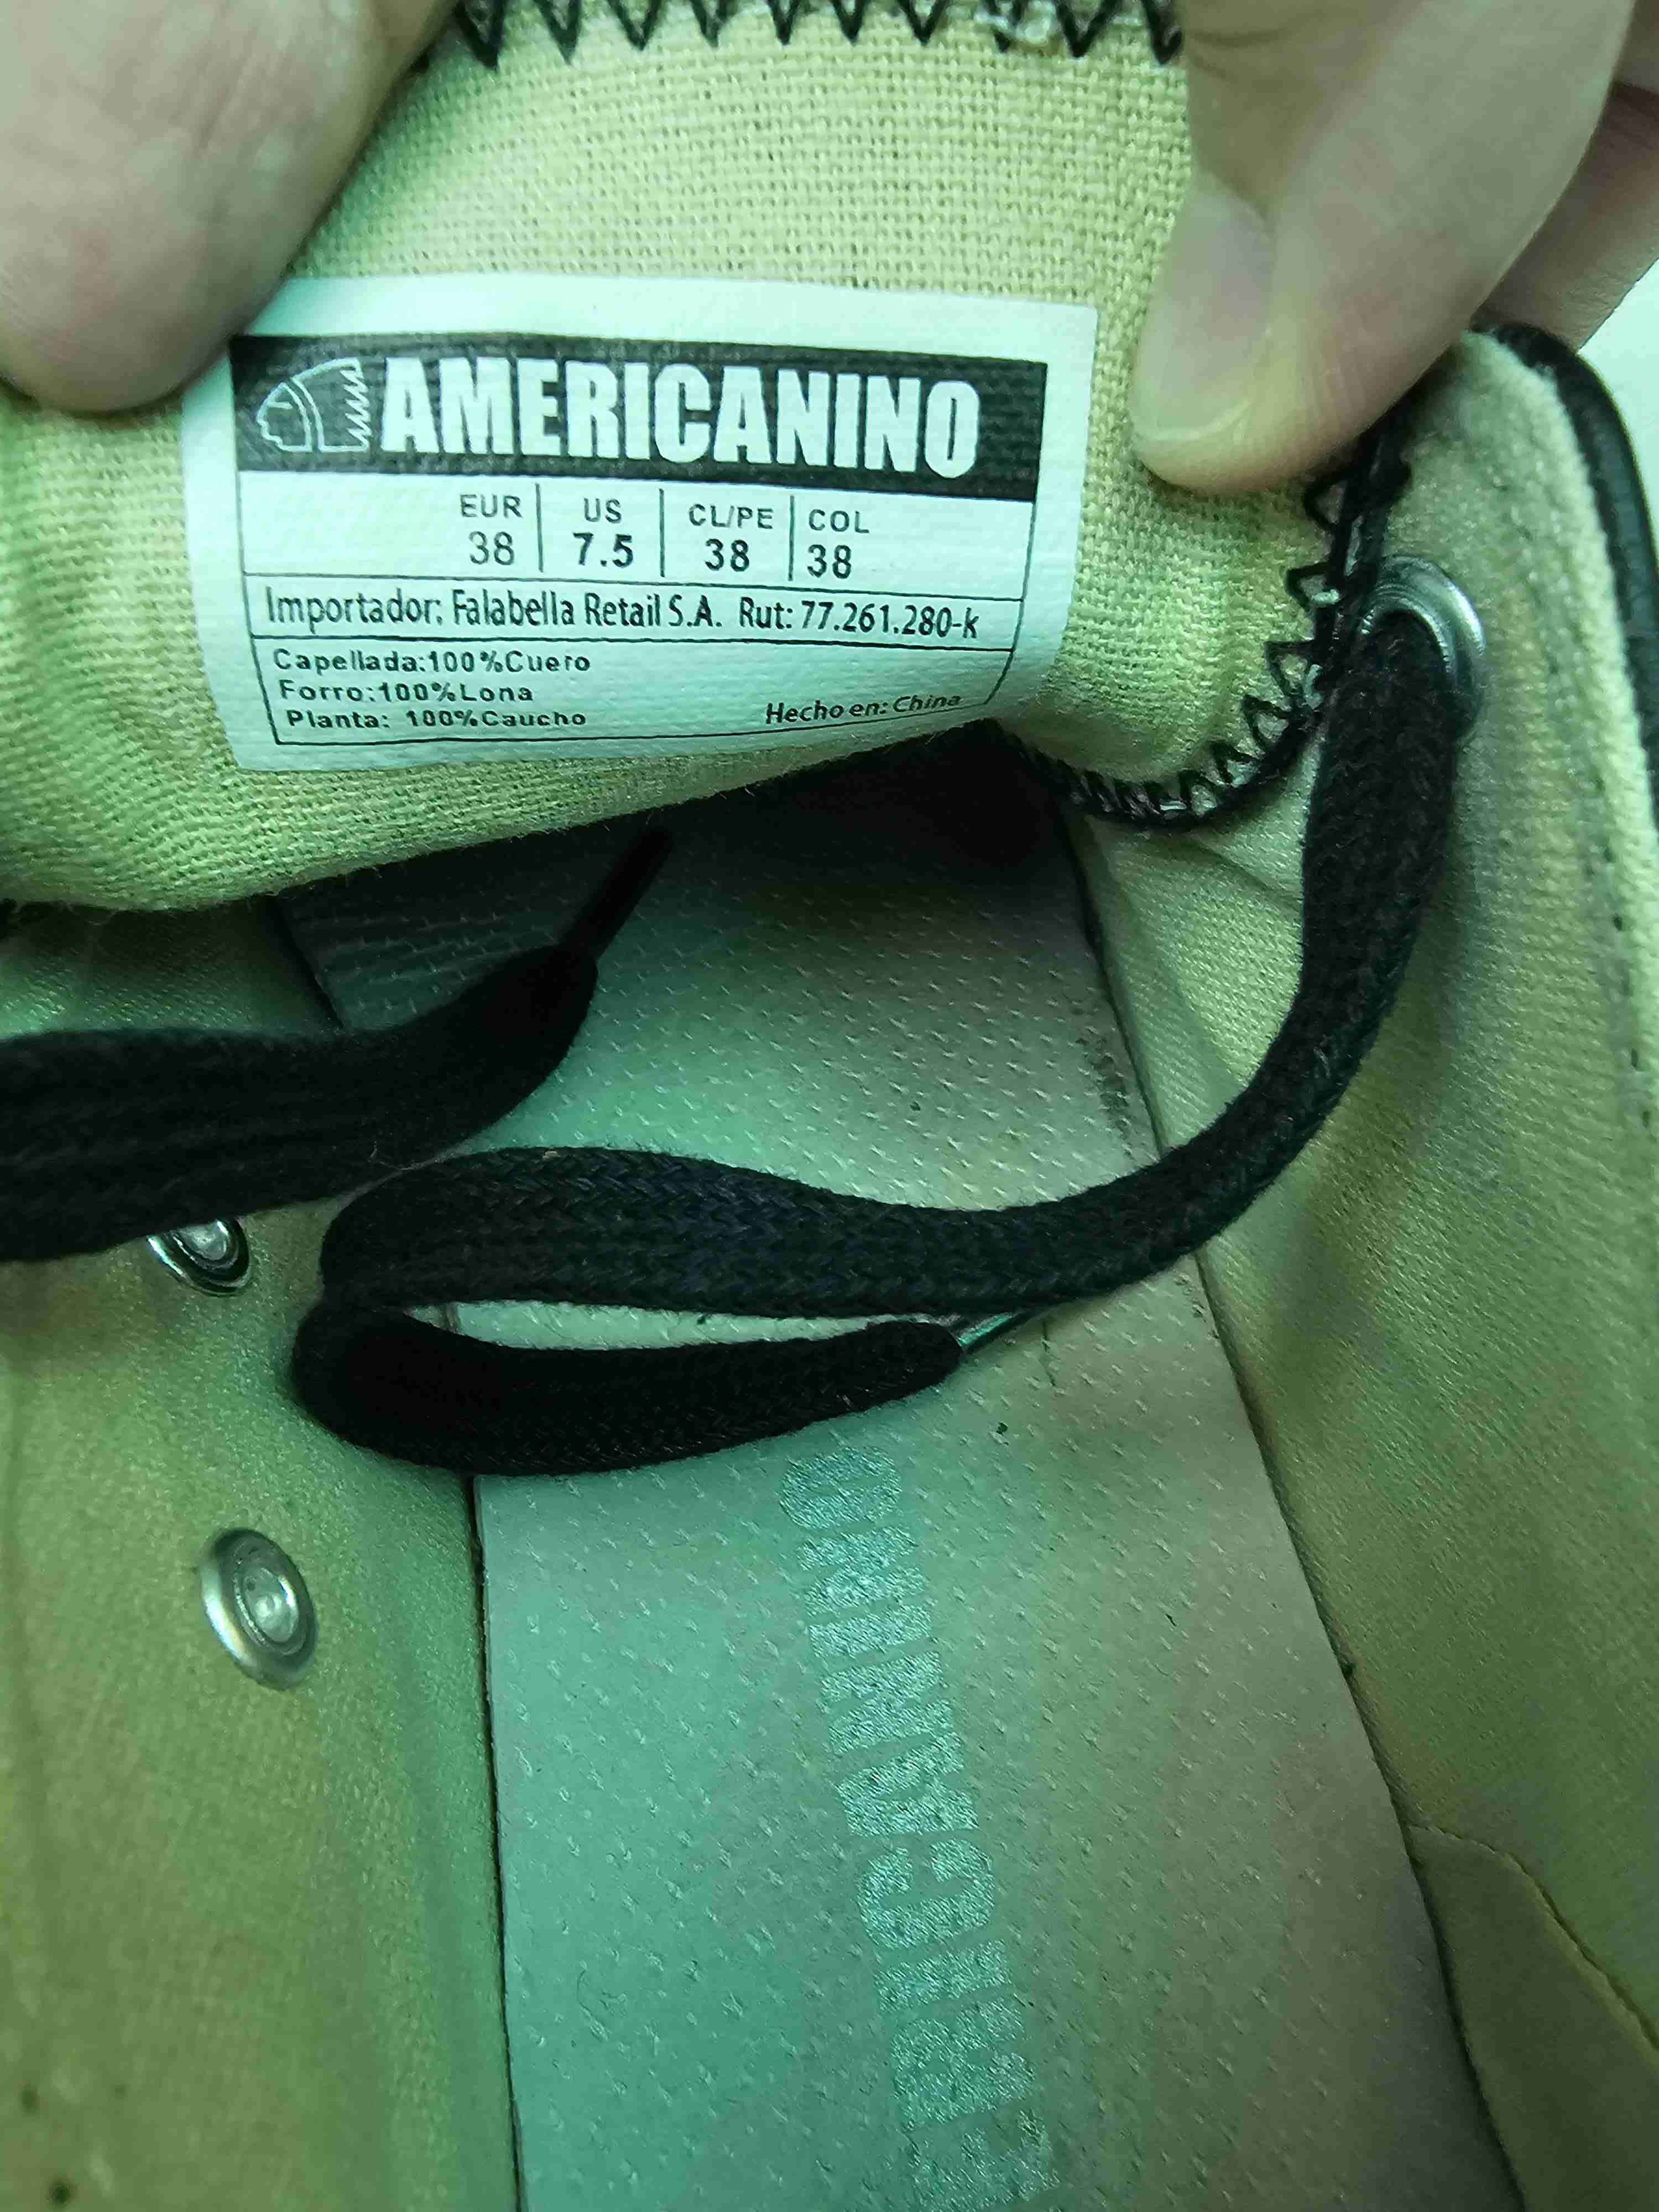 AMERICANINO
EUR US CL/PE COL
38 7.5 38 38
Importador: Falabella Retail S.A. Rut: 77.261.280-k
Capellada:100%Cuero
Forro:100%Lona
Planta: 100%Caucho
Hecho en: China
ERICANINO